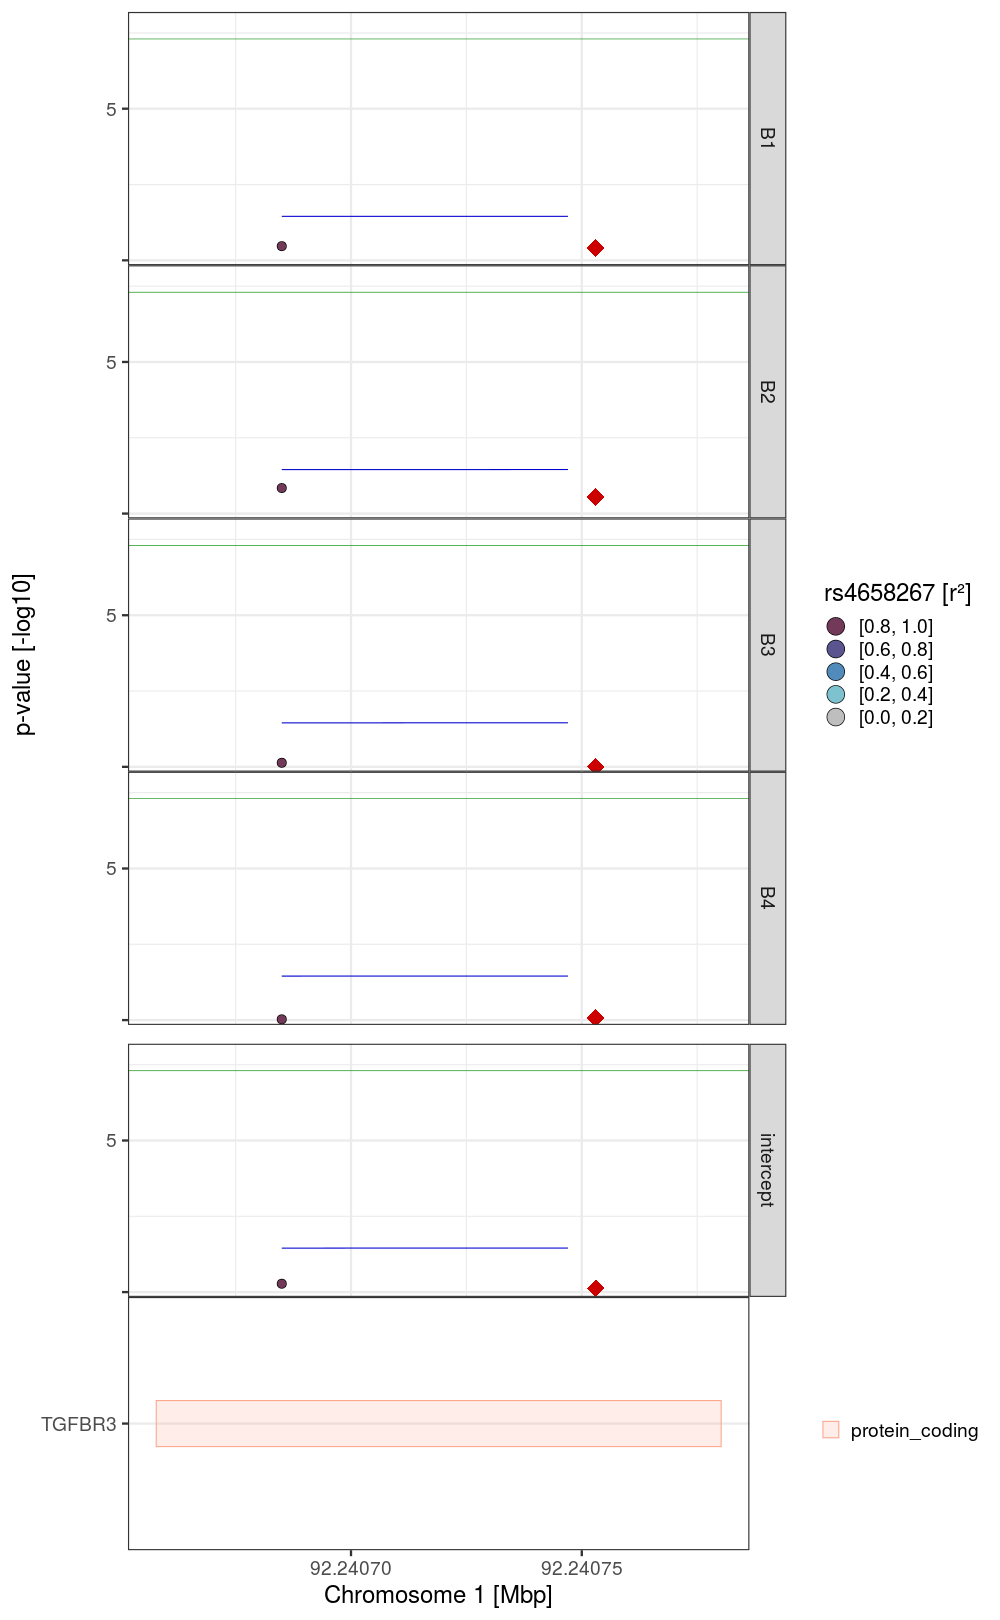 5
B1
5
B2
5
B3
5
B4
5
intercept
p-value [-log10]
rs4658267 [r²]
[0.8, 1.0]
[0.6, 0.8]
[0.4, 0.6]
[0.2, 0.4]
[0.0, 0.2]
TGFBR3
protein_coding
92.24070 92.24075
Chromosome 1 [Mbp]